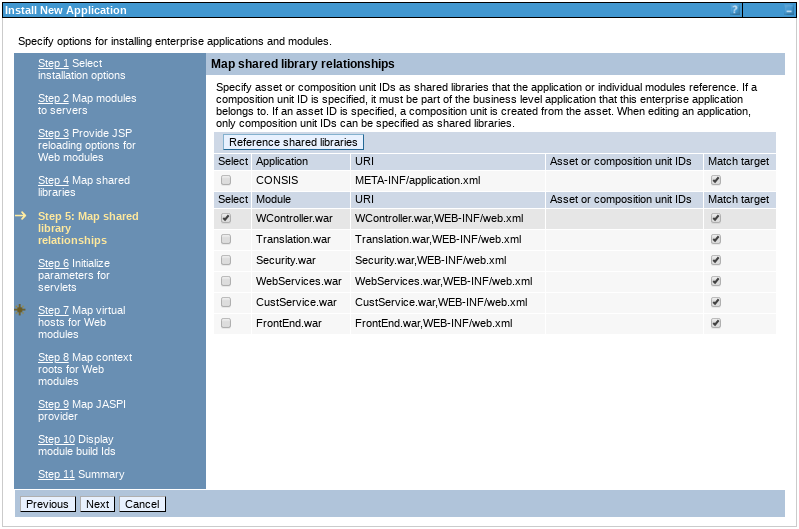 Install New Application
?
Specify options for installing enterprise applications and modules.
Step 1 Select
installation options
Step 2 Map modules
to servers
Step 3 Provide JSP
reloading options for
Web modules
Step 4 Map shared
libraries
Step 5: Map shared
library
relationships
Step 6 Initialize
parameters for
servlets
Step 7 Map virtual
hosts for Web
modules
Step 8 Map context
roots for Web
modules
Step 9 Map JASPI
provider
Step 10 Display
module build Ids
Step 11 Summary
Map shared library relationships
Specify asset or composition unit IDs as shared libraries that the application or individual modules reference. If a
composition unit ID is specified, it must be part of the business level application that this enterprise application
belongs to. If an asset ID is specified, a composition unit is created from the asset. When editing an application,
only composition unit IDs can be specified as shared libraries.
Reference shared libraries
Select Application URI Asset or composition unit IDs Match target
CONSIS META-INF/application.xml
Select Module URI Asset or composition unit IDs Match target
WController.war WController.war,WEB-INF/web.xml
Translation.war Translation.war,WEB-INF/web.xml
Security.war Security.war,WEB-INF/web.xml
WebServices.war WebServices.war,WEB-INF/web.xml
CustService.war CustService.war,WEB-INF/web.xml
FrontEnd.war FrontEnd.war,WEB-INF/web.xml
Previous Next Cancel